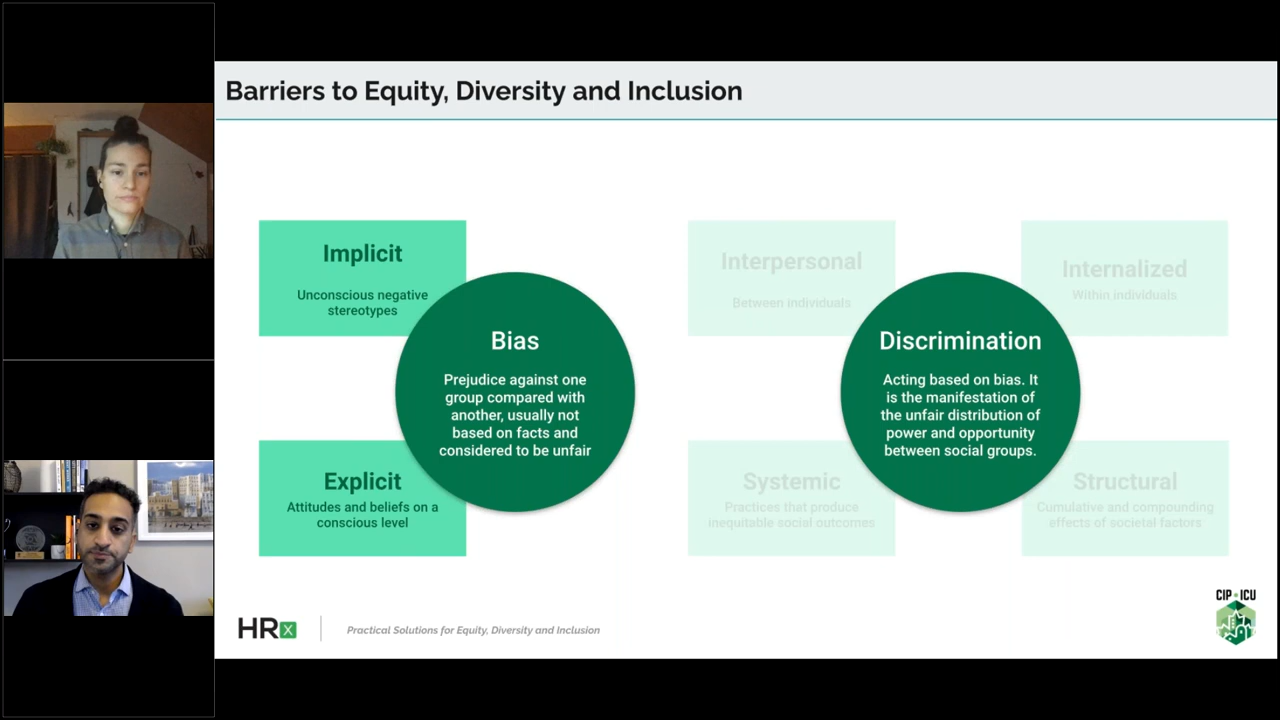 Barriers to Equity, Diversity and Inclusion
Implicit
Unconscious negative
stereotypes
Bias
Prejudice against one
group compared with
another, usually not
based on facts and
considered to be unfair
Explicit
Attitudes and beliefs on a
conscious level
Interpersonal
Between individuals
Internalized
Within individuals
Discrimination
Acting based on bias. It
is the manifestation of
the unfair distribution of
power and opportunity
between social groups.
Systemic
Practices that produce
inequitable social outcomes
Structural
Cumulative and compounding
effects of societal factors
HRx
Practical Solutions for Equity, Diversity and Inclusion
CIP•ICU